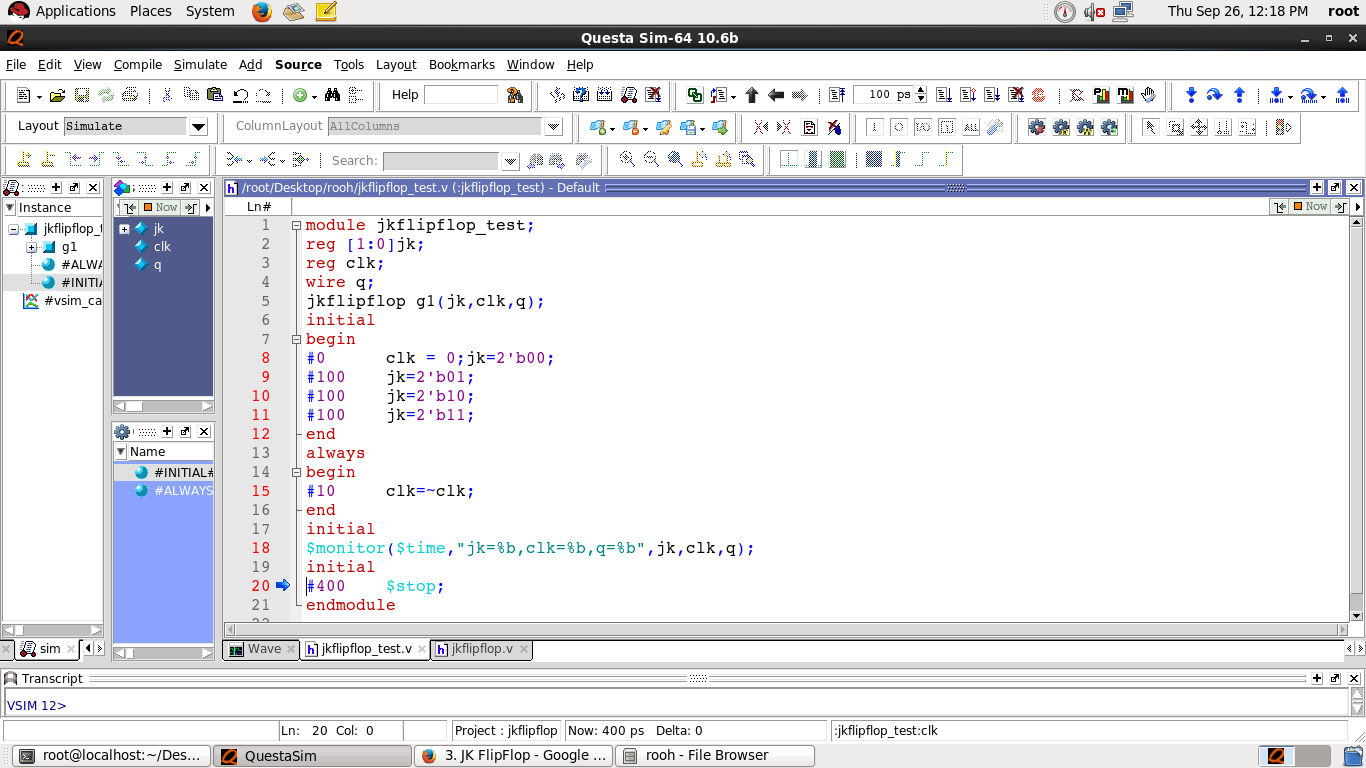 Applications Places System Thu Sep 26, 12:18 PM root
Questa Sim-64 10.6b
File Edit View Compile Simulate Add Source Tools Layout Bookmarks Window Help
Help 100 ps
Layout Simulate ColumnLayout AllColumns
Search:
/root/Desktop/rooh/jkflipflop_test.v (:jkflipflop_test) - Default
Instance
jkflipflop_t
g1
#ALWA
#INITIA
#vsim_ca
Now
jk
clk
q
Name
#INITIAL#
#ALWAYS
Ln# Now
1 module jkflipflop_test;
2 reg [1:0]jk;
3 reg clk;
4 wire q;
5 jkflipflop g1(jk,clk,q);
6 initial
7 begin
8 #0 clk = 0;jk=2'b00;
9 #100 jk=2'b01;
10 #100 jk=2'b10;
11 #100 jk=2'b11;
12 end
13 always
14 begin
15 #10 clk=~clk;
16 end
17 initial
18 $monitor($time,"jk=%b,clk=%b,q=%b",jk,clk,q);
19 initial
20 #400 $stop;
21 endmodule
sim Wave jkflipflop_test.v jkflipflop.v
Transcript
VSIM 12>
Ln: 20 Col: 0 Project : jkflipflop Now: 400 ps Delta: 0 :jkflipflop_test:clk
root@localhost:~/Des... QuestaSim 3. JK FlipFlop - Google ... rooh - File Browser